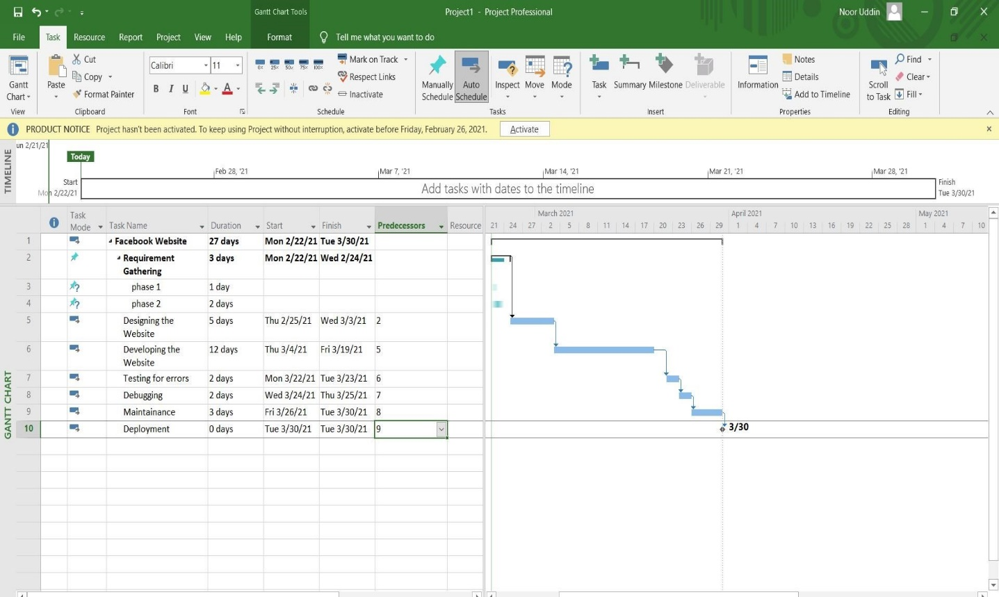 Gantt Chart Tools
Project1 - Project Professional
Noor Uddin
File Task Resource Report Project View Help Format Tell me what you want to do
Gantt Chart
View
Paste
Cut
Copy
Format Painter
Clipboard
Calibri 11
B I U A
Font
0% 25% 50% 75% 100%
Mark on Track
Respect Links
Inactivate
Schedule
Manually Schedule
Auto Schedule
Inspect
Move
Mode
Tasks
Task
Summary
Milestone
Deliverable
Insert
Information
Notes
Details
Add to Timeline
Properties
Scroll to Task
Find
Clear
Fill
Editing
PRODUCT NOTICE Project hasn't been activated. To keep using Project without interruption, activate before Friday, February 26, 2021. Activate
TIMELINE
un 2/21/21
Today
Feb 28, '21 Mar 7, '21 Mar 14, '21 Mar 21, '21 Mar 28, '21
Start
Mon 2/22/21
Add tasks with dates to the timeline
Finish
Tue 3/30/21
GANTT CHART
Task Mode Task Name Duration Start Finish Predecessors Resource
March 2021 April 2021 May 2021
21 24 27 2 5 8 11 14 17 20 23 26 29 1 4 7 10 13 16 19 22 25 28 1 4 7 10
1 Facebook Website 27 days Mon 2/22/21 Tue 3/30/21
2 Requirement Gathering 3 days Mon 2/22/21 Wed 2/24/21
3 phase 1 1 day
4 phase 2 2 days
5 Designing the Website 5 days Thu 2/25/21 Wed 3/3/21 2
6 Developing the Website 12 days Thu 3/4/21 Fri 3/19/21 5
7 Testing for errors 2 days Mon 3/22/21 Tue 3/23/21 6
8 Debugging 2 days Wed 3/24/21 Thu 3/25/21 7
9 Maintainance 3 days Fri 3/26/21 Tue 3/30/21 8
10 Deployment 0 days Tue 3/30/21 Tue 3/30/21 9
3/30